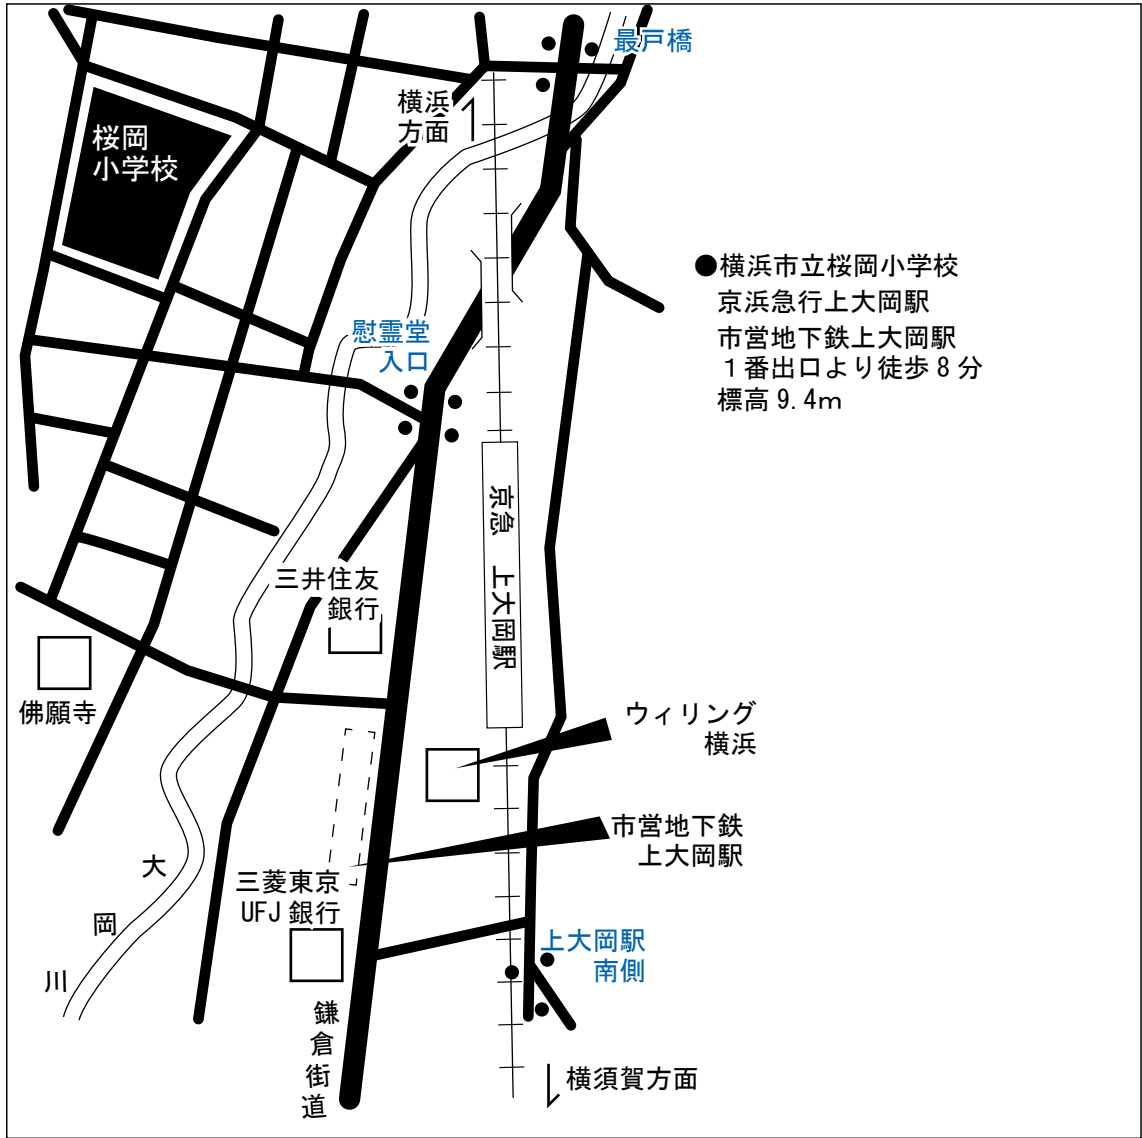 最戸橋
横浜
方面
桜岡
小学校
●横浜市立桜岡小学校
京浜急行上大岡駅
市営地下鉄上大岡駅
１番出口より徒歩８分
標高9.4m
慰霊堂
入口
京急　上大岡駅
三井住友
銀行
佛願寺
ウィリング
横浜
市営地下鉄
上大岡駅
大岡川
三菱東京
UFJ銀行
上大岡駅
南側
鎌倉街道
横須賀方面